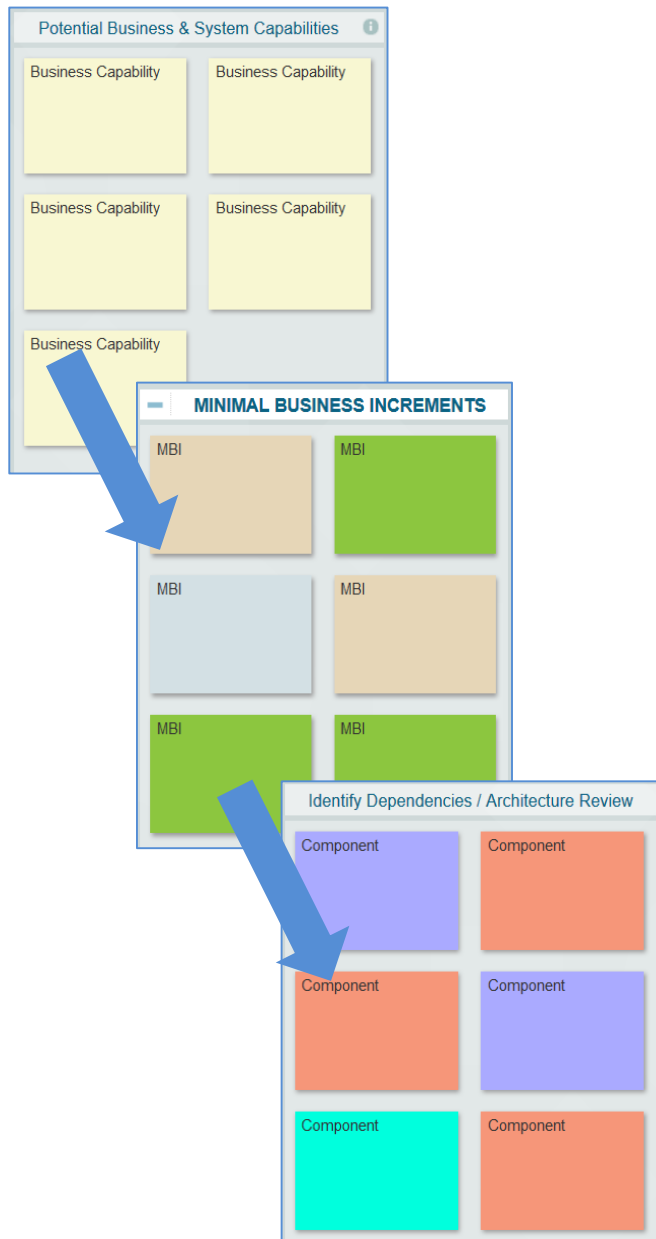 Potential Business & System Capabilities
Business Capability
Business Capability
Business Capability
Business Capability
Business Capability
MINIMAL BUSINESS INCREMENTS
MBI
MBI
MBI
MBI
MBI
MBI
Identify Dependencies / Architecture Review
Component
Component
Component
Component
Component
Component